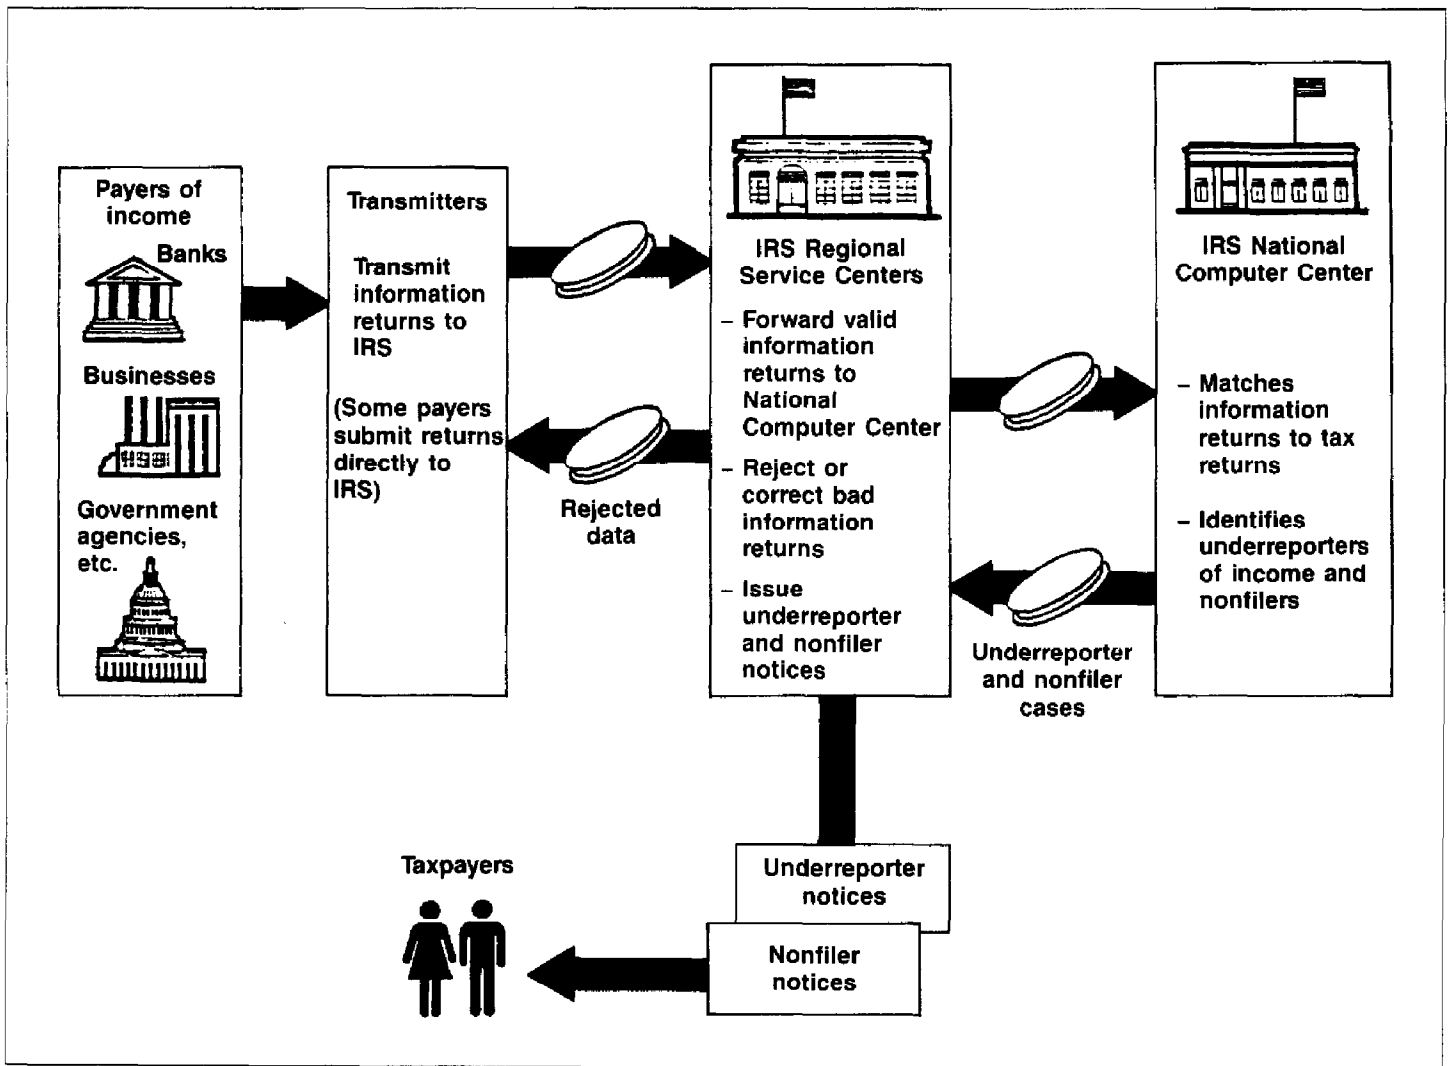 Payers of
income
Banks
Businesses
Government
agencies,
etc.
Transmitters
Transmit
information
returns to
IRS
(Some payers
submit returns
directly to
IRS)
Rejected
data
IRS Regional
Service Centers
– Forward valid
information
returns to
National
Computer Center
– Reject or
correct bad
information
returns
– Issue
underreporter
and nonfiler
notices
IRS National
Computer Center
– Matches
information
returns to tax
returns
– Identifies
underreporters
of income and
nonfilers
Underreporter
and nonfiler
cases
Taxpayers
Underreporter
notices
Nonfiler
notices